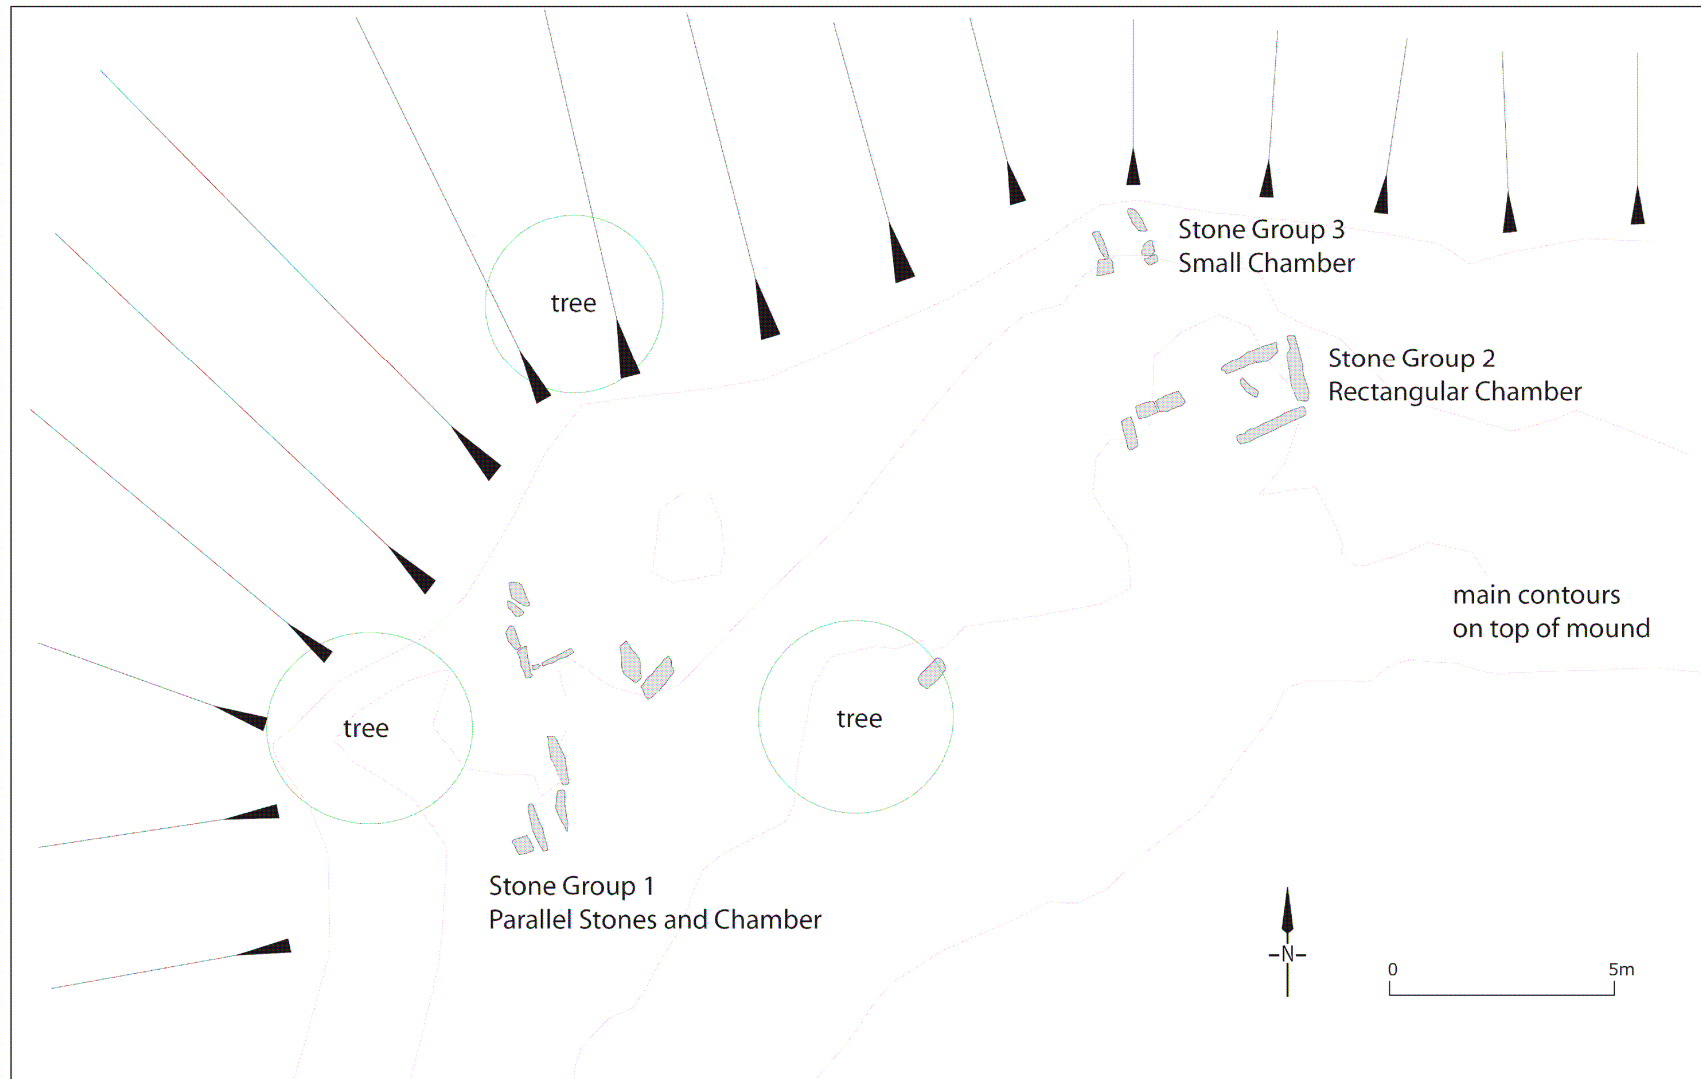 Stone Group 3
Small Chamber
tree
Stone Group 2
Rectangular Chamber
main contours
on top of mound
tree
tree
Stone Group 1
Parallel Stones and Chamber
N
0 5m